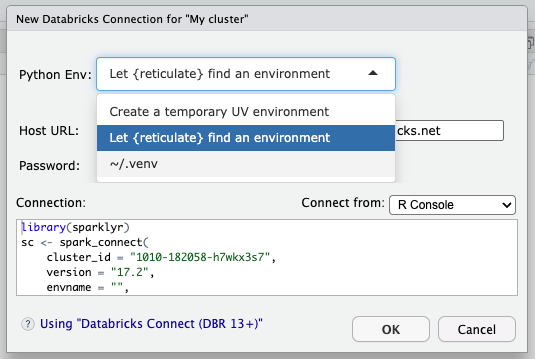 New Databricks Connection for "My cluster"
Python Env: Let {reticulate} find an environment
Create a temporary UV environment
Let {reticulate} find an environment
~/.venv
Host URL: cks.net
Password:
Connection: Connect from: R Console
library(sparklyr)
sc <- spark_connect(
    cluster_id = "1010-182058-h7wkx3s7",
    version = "17.2",
    envname = "",
? Using "Databricks Connect (DBR 13+)"
OK Cancel